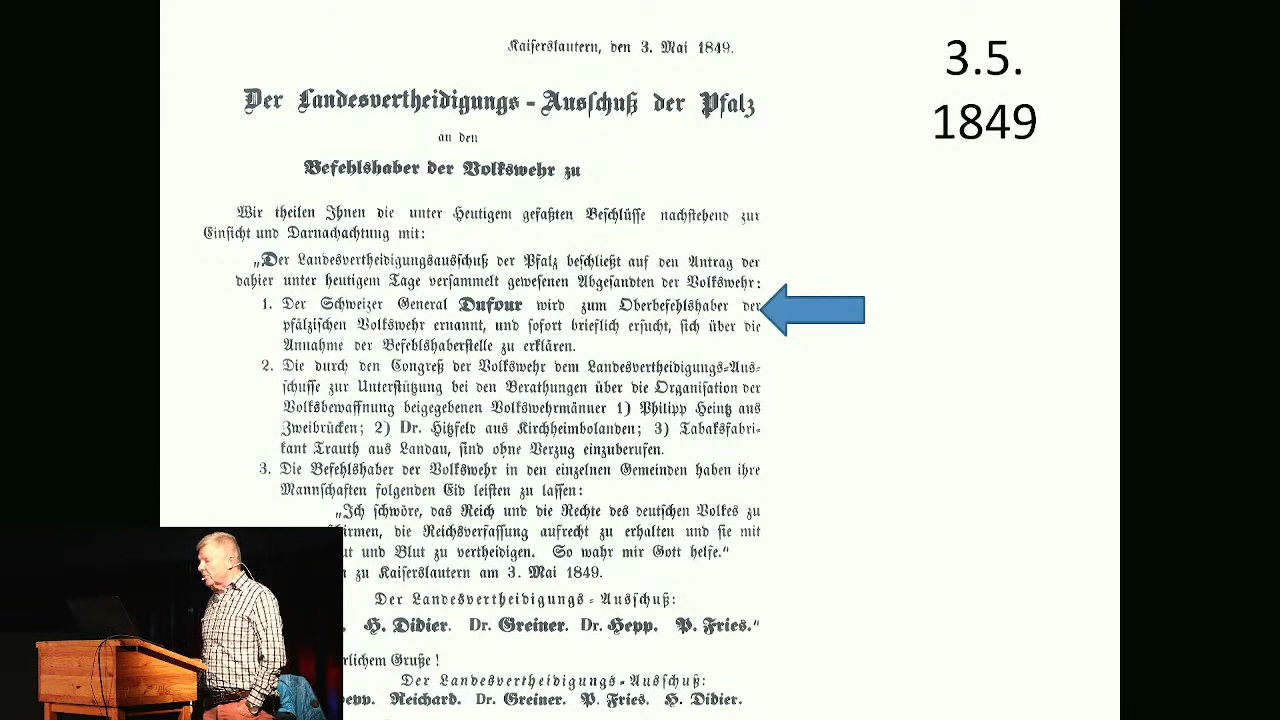 Kaiserslautern, den 3. Mai 1849.
3.5.
1849
Der Landesvertheidigungs-Ausschuß der Pfalz
an den
Befehlshaber der Volkswehr zu
Wir theilen Ihnen die unter Heutigem gefaßten Beschlüsse nachstehend zur
Einsicht und Darnachachtung mit:
„Der Landesvertheidigungsausschuß der Pfalz beschließt auf den Antrag der
dahier unter heutigem Tage versammelt gewesenen Abgesandten der Volkswehr:
1. Der Schweizer General Dufour wird zum Oberbefehlshaber der
pfälzischen Volkswehr ernannt, und sofort brieflich ersucht, sich über die
Annahme der Befehlshaberstelle zu erklären.
2. Die durch den Congreß der Volkswehr dem Landesvertheidigungs-Aus-
schusse zur Unterstützung bei den Berathungen über die Organisation der
Volksbewaffnung beigegebenen Volkswehrmänner 1) Philipp Heintz aus
Zweibrücken; 2) Dr. Hitzfeld aus Kirchheimbolanden; 3) Tabaksfabri-
kant Trauth aus Landau, sind ohne Verzug einzuberufen.
3. Die Befehlshaber der Volkswehr in den einzelnen Gemeinden haben ihre
Mannschaften folgenden Eid leisten zu lassen:
„Ich schwöre, das Reich und die Rechte des deutschen Volkes zu
irmen, die Reichsverfassung aufrecht zu erhalten und sie mit
ut und Blut zu vertheidigen. So wahr mir Gott helfe.“
zu Kaiserslautern am 3. Mai 1849.
Der Landesvertheidigungs-Ausschuß:
H. Didier. Dr. Greiner. Dr. Hepp. P. Fries.“
rlichem Gruße!
Der Landesvertheidigungs-Ausschuß:
epp. Reichard. Dr. Greiner. P. Fries. H. Didier.